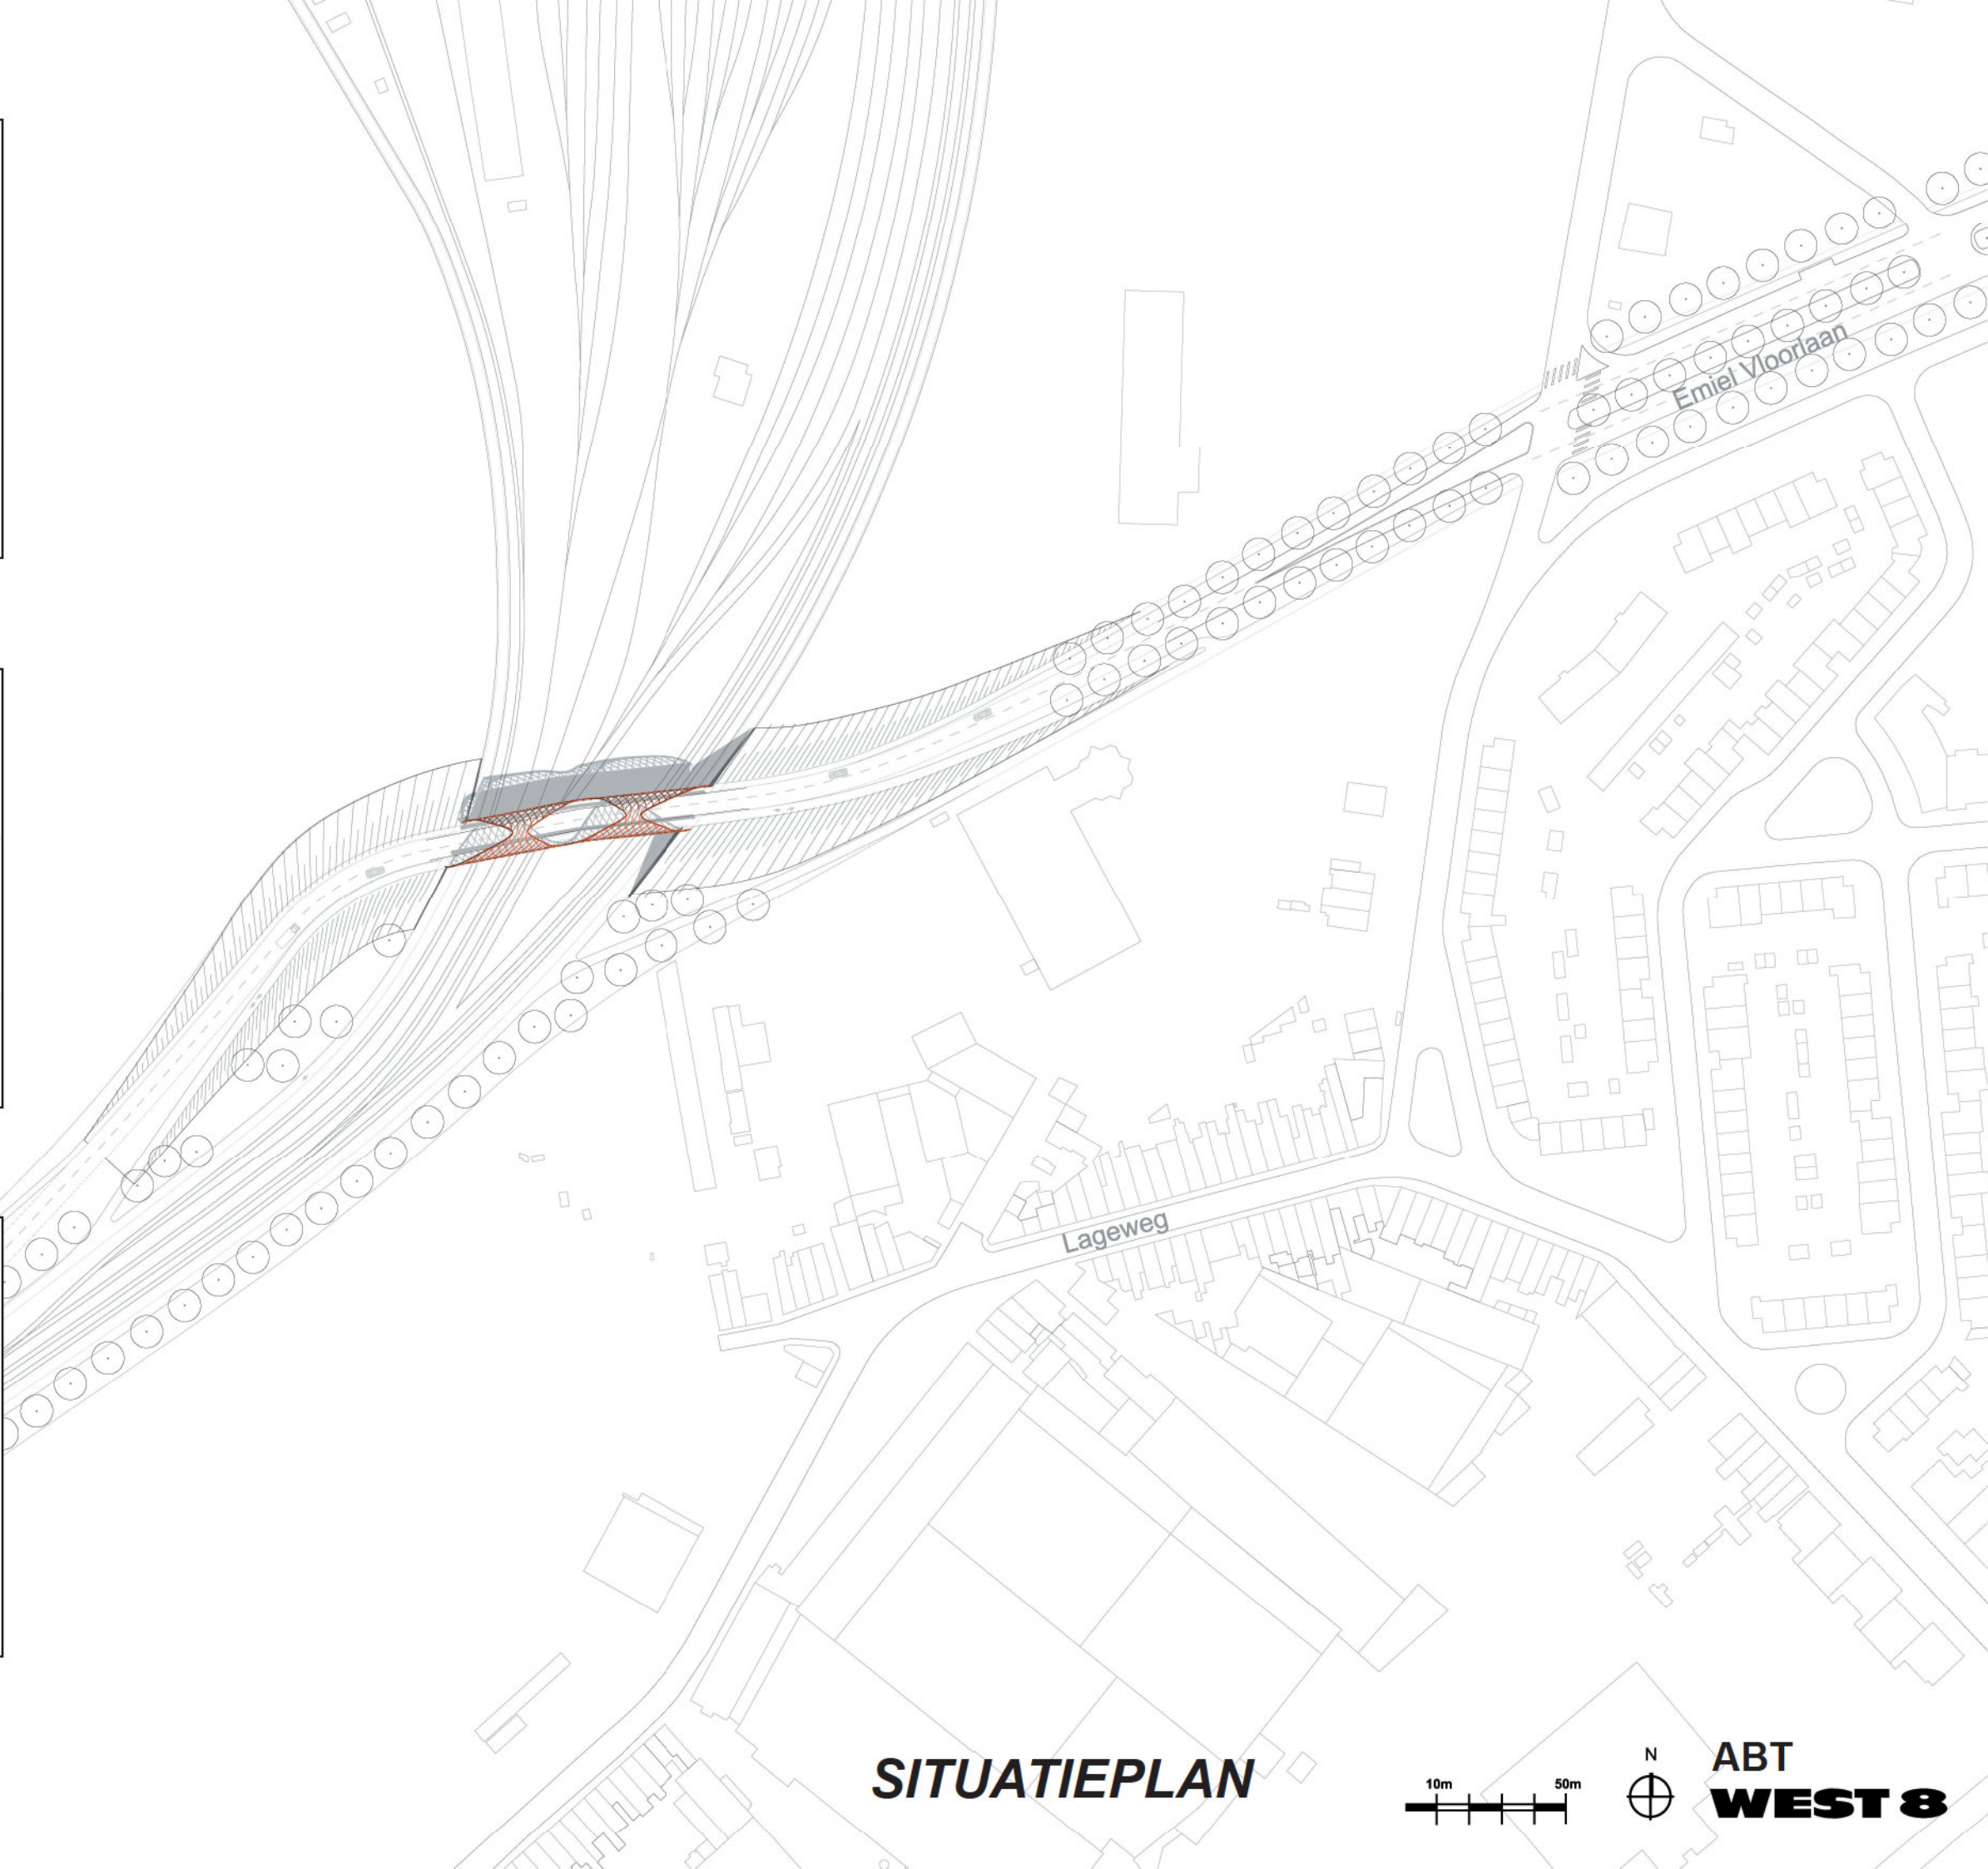 Emiel Vloorlaan
Lageweg
SITUATIEPLAN
10m 50m
N
ABT
WEST 8